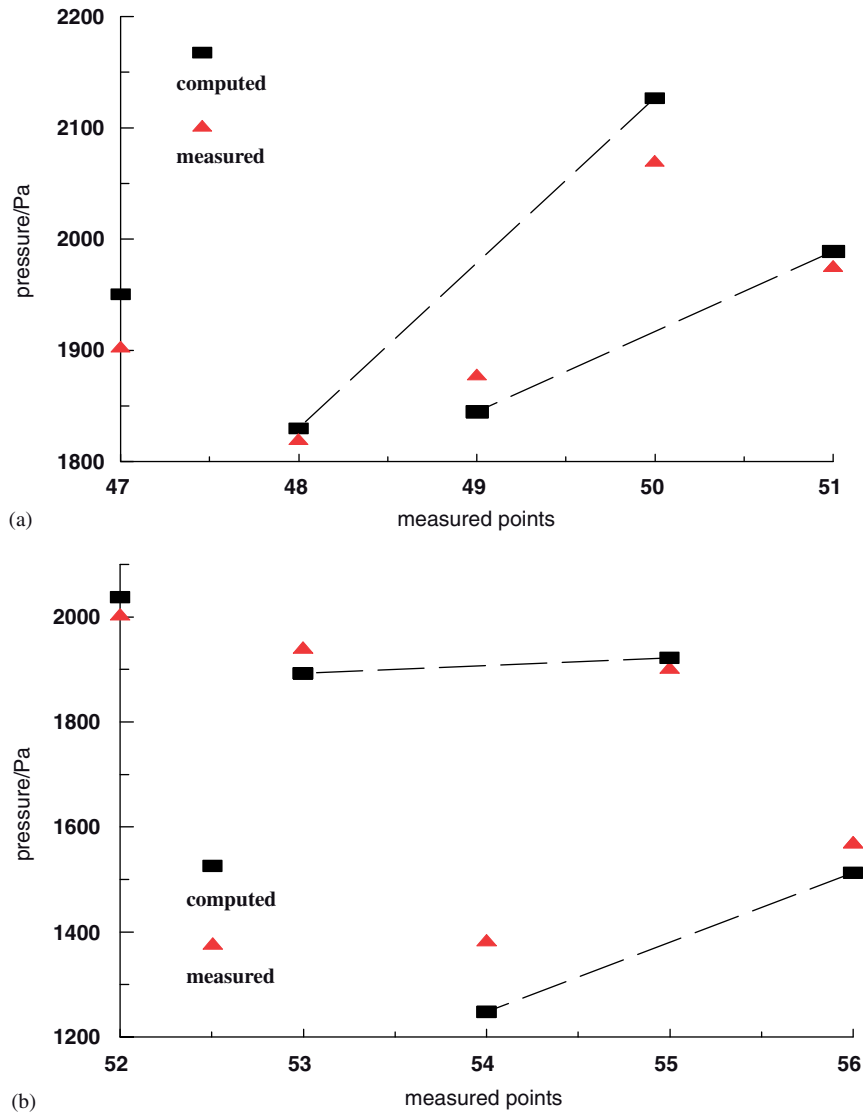 2200
computed
2100
measured
pressure/Pa
2000
1900
1800
47 48 49 50 51
measured points
(a)
2000
1800
pressure/Pa
1600
computed
1400
measured
1200
52 53 54 55 56
measured points
(b)